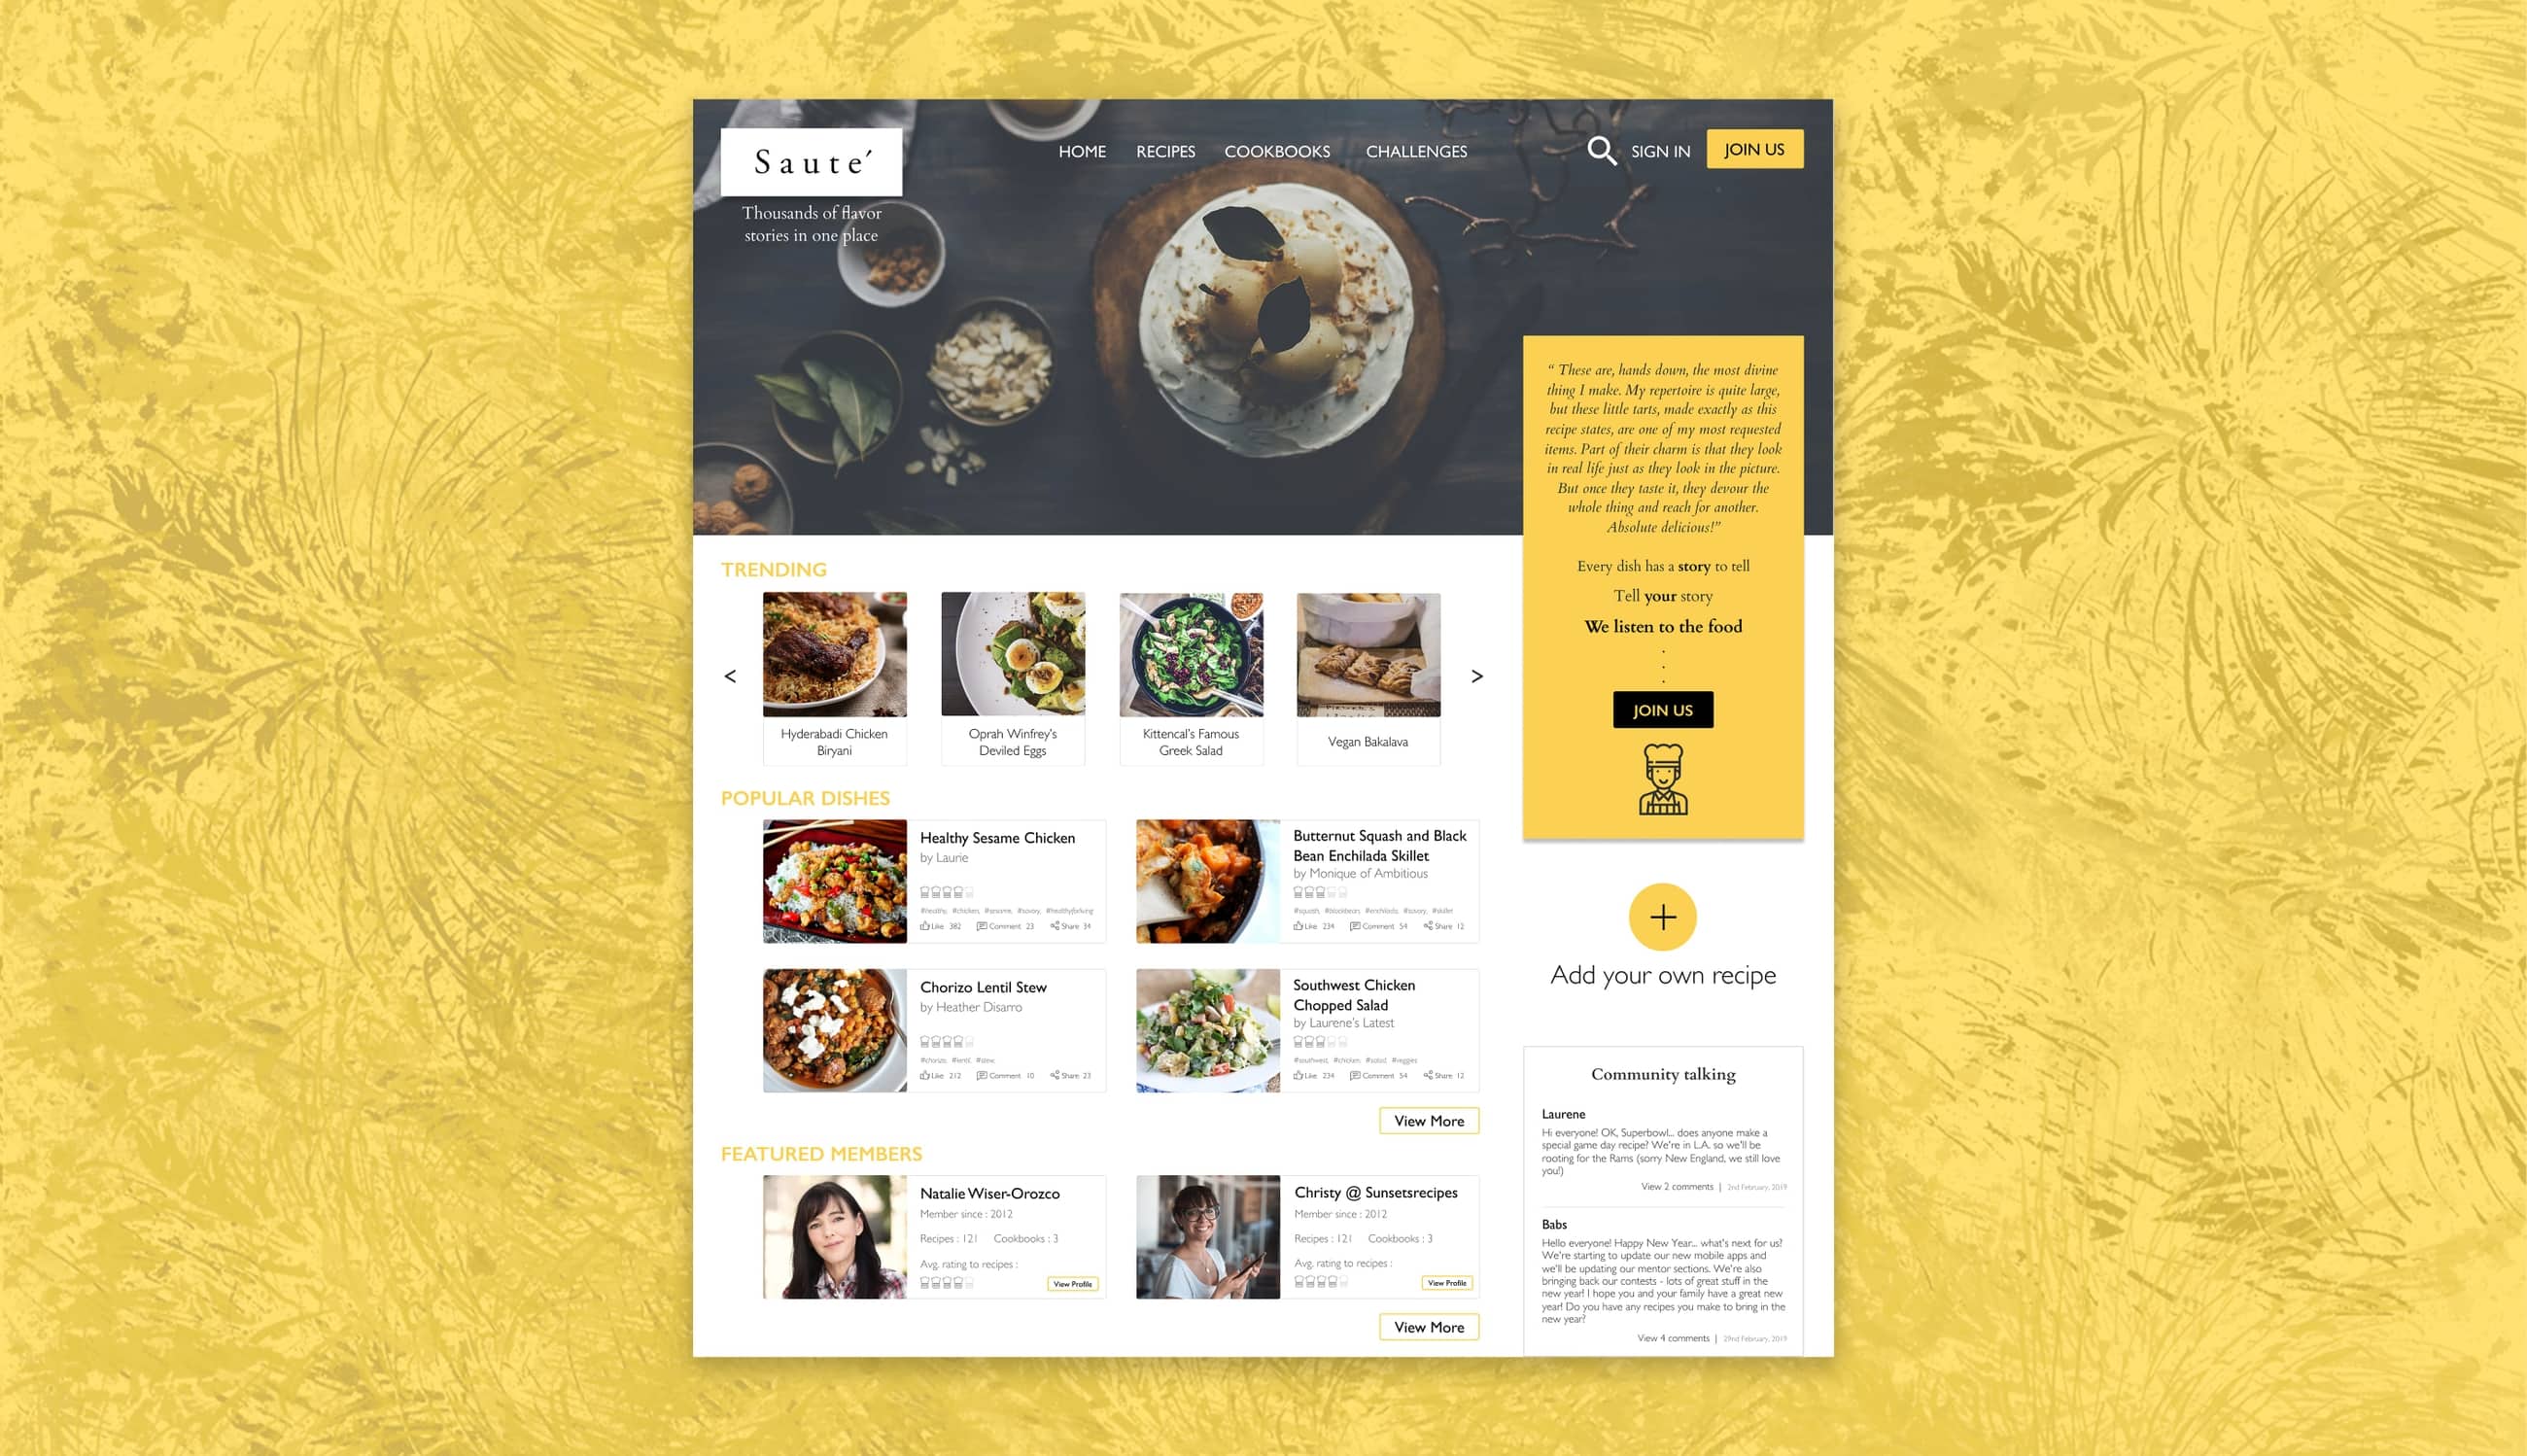 Saute´
HOME
RECIPES
COOKBOOKS
CHALLENGES
SIGN IN
JOIN US
Thousands of flavor
stories in one place
“ These are, hands down, the most divine
thing I make. My repertoire is quite large,
but these little tarts, made exactly as this
recipe states, are one of my most requested
items. Part of their charm is that they look
in real life just as they look in the picture.
But once they taste it, they devour the
whole thing and reach for another.
Absolute delicious!”
Every dish has a story to tell
Tell your story
We listen to the food
.
.
.
JOIN US
TRENDING
<
Hyderabadi Chicken
Biryani
Oprah Winfrey's
Deviled Eggs
Kittencal's Famous
Greek Salad
Vegan Bakalava
>
POPULAR DISHES
Healthy Sesame Chicken
by Laurie
#healthy, #chicken, #sesame, #savory, #healthyfakeing
Like 382 Comment 23 Share 34
Butternut Squash and Black
Bean Enchilada Skillet
by Monique of Ambitious
#squash, #blackbean, #enchilada, #savory, #skillet
Like 234 Comment 54 Share 12
Chorizo Lentil Stew
by Heather Disarro
#chorizo, #lentil, #stew,
Like 212 Comment 10 Share 23
Southwest Chicken
Chopped Salad
by Laurene's Latest
#southwest, #chicken, #salad, #veggies
Like 234 Comment 54 Share 12
View More
FEATURED MEMBERS
Natalie Wiser-Orozco
Member since : 2012
Recipes : 121 Cookbooks : 3
Avg. rating to recipes :
View Profile
Christy @ Sunsetsrecipes
Member since : 2012
Recipes : 121 Cookbooks : 3
Avg. rating to recipes :
View Profile
View More
+
Add your own recipe
Community talking
Laurene
Hi everyone! OK, Superbowl... does anyone make a
special game day recipe? We're in L.A. so we'll be
rooting for the Rams (sorry New England, we still love
you!)
View 2 comments | 2nd February, 2019
Babs
Hello everyone! Happy New Year... what's next for us?
We're starting to update our new mobile apps and
we'll be updating our mentor sections. We're also
bringing back our contests - lots of great stuff in the
new year! I hope you and your family have a great new
year! Do you have any recipes you make to bring in the
new year?
View 4 comments | 29nd February, 2019